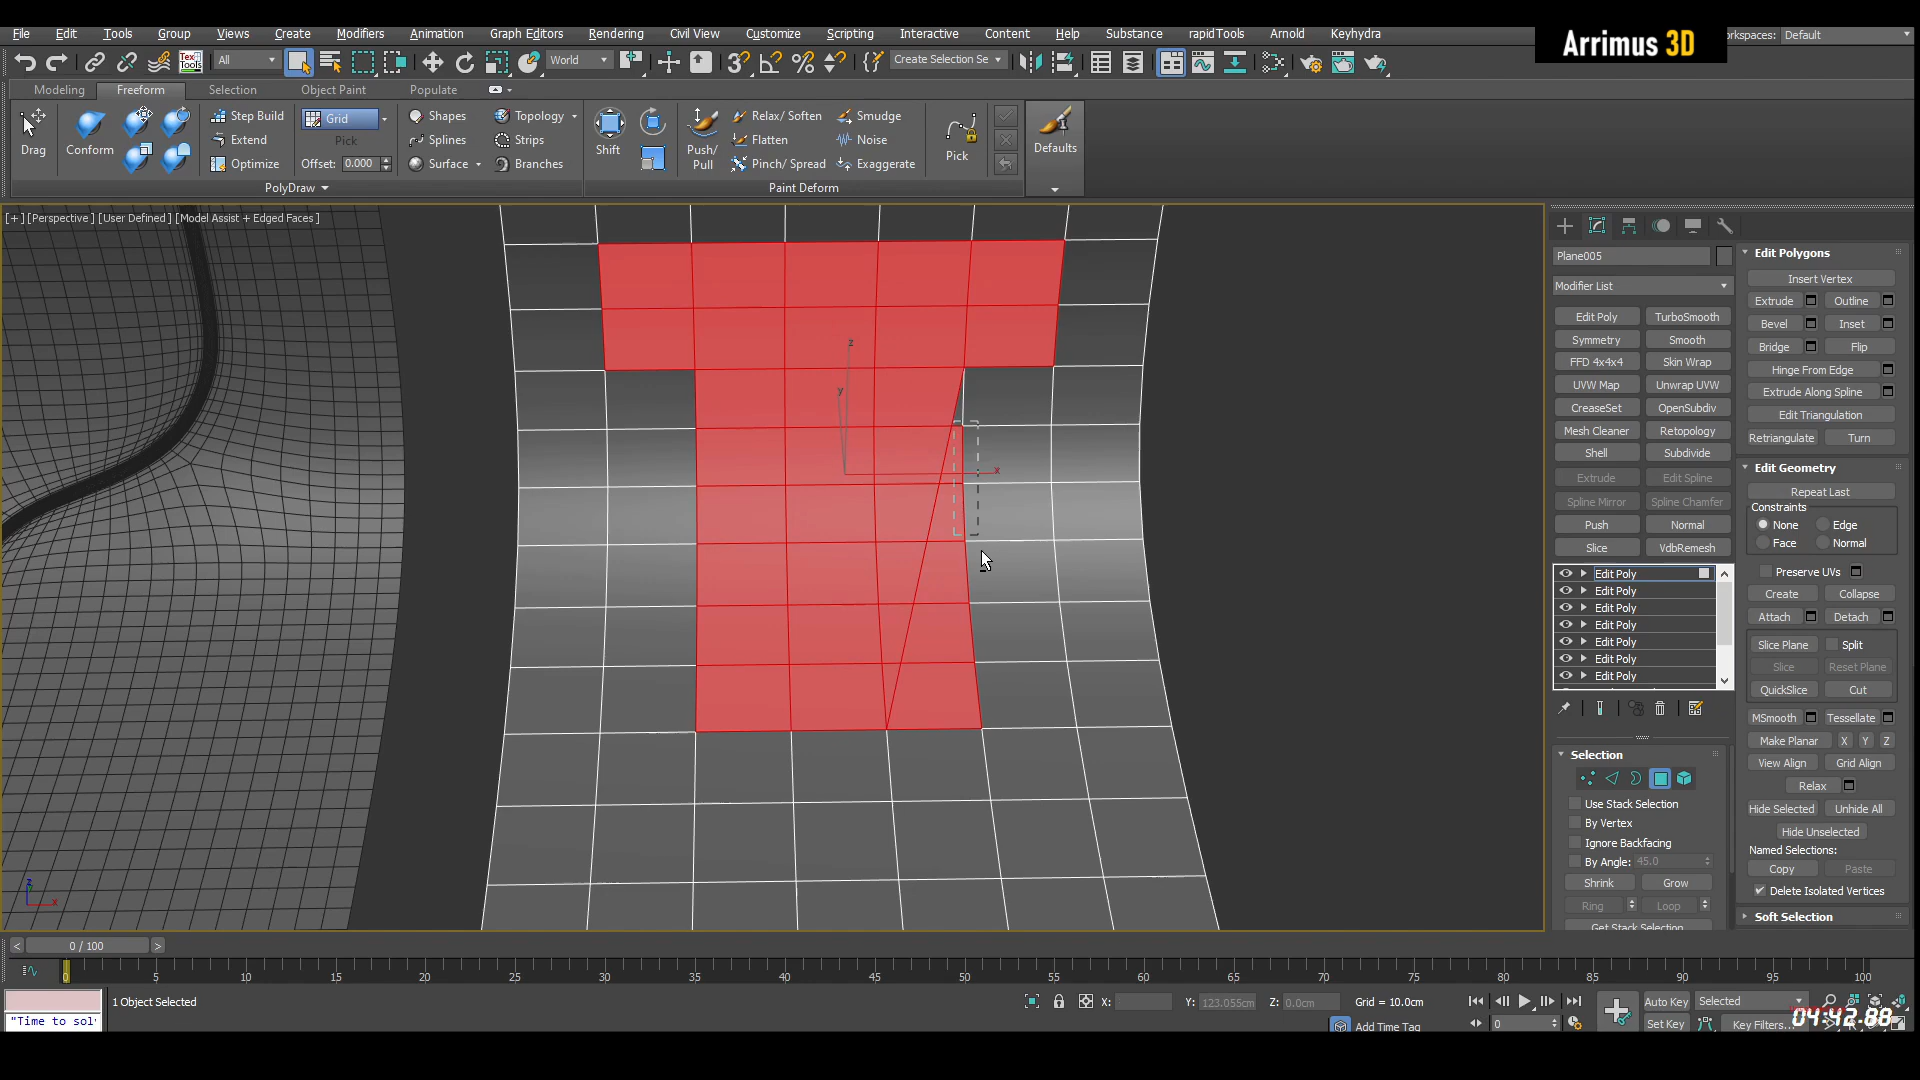 File Edit Tools Group Views Create Modifiers Animation Graph Editors Rendering Civil View Customize Scripting Interactive Content Help Substance rapidTools Arnold Keyhydra
Arrimus 3D
orkspaces: Default
TexTools All World Create Selection Se
Modeling Freeform Selection Object Paint Populate
Drag Conform
Step Build
Extend
Optimize
Grid
Pick
Offset: 0.000
Shapes
Splines
Surface
Topology
Strips
Branches
Shift
Push/
Pull
Relax/ Soften
Flatten
Pinch/ Spread
Smudge
Noise
Exaggerate
Pick
Defaults
PolyDraw
Paint Deform
[+] [Perspective ] [User Defined ] [Model Assist + Edged Faces ]
z
y
x
z
x
Plane005
Modifier List
Edit Poly TurboSmooth
Symmetry Smooth
FFD 4x4x4 Skin Wrap
UVW Map Unwrap UVW
CreaseSet OpenSubdiv
Mesh Cleaner Retopology
Shell Subdivide
Extrude Edit Spline
Spline Mirror Spline Chamfer
Push Normal
Slice VdbRemesh
Edit Poly
Edit Poly
Edit Poly
Edit Poly
Edit Poly
Edit Poly
Edit Poly
Selection
Use Stack Selection
By Vertex
Ignore Backfacing
By Angle: 45.0
Shrink Grow
Ring Loop
Get Stack Selection
Edit Polygons
Insert Vertex
Extrude Outline
Bevel Inset
Bridge Flip
Hinge From Edge
Extrude Along Spline
Edit Triangulation
Retriangulate Turn
Edit Geometry
Repeat Last
Constraints
None Edge
Face Normal
Preserve UVs
Create Collapse
Attach Detach
Slice Plane Split
Slice Reset Plane
QuickSlice Cut
MSmooth Tessellate
Make Planar X Y Z
View Align Grid Align
Relax
Hide Selected Unhide All
Hide Unselected
Named Selections:
Copy Paste
Delete Isolated Vertices
Soft Selection
< 0 / 100 >
0 5 10 15 20 25 30 35 40 45 50 55 60 65 70 75 80 85 90 95 100
1 Object Selected
"Time to sol
X: Y: 123.055cm Z: 0.0cm Grid = 10.0cm
Add Time Tag
0
Auto Key Selected
Set Key Key Filters...
04:42.88